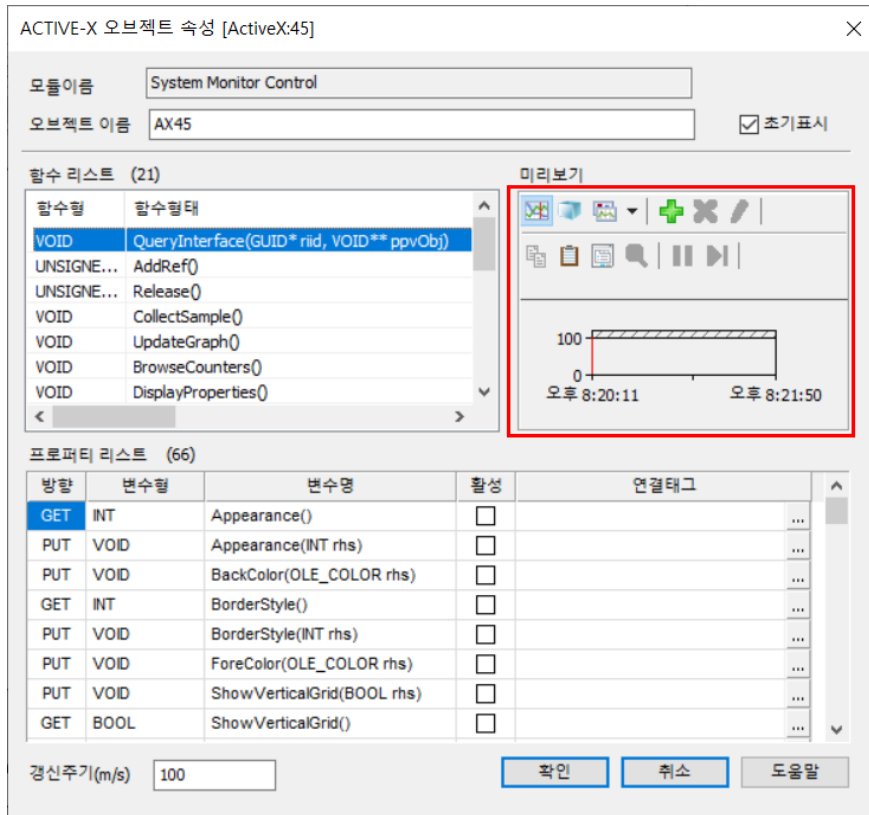 ACTIVE-X 오브젝트 속성 [ActiveX:45]
모듈이름 System Monitor Control
오브젝트 이름 AX45 초기표시
함수 리스트 (21)
함수형 함수형태
VOID QueryInterface(GUID* riid, VOID** ppvObj)
UNSIGNE... AddRef()
UNSIGNE... Release()
VOID CollectSample()
VOID UpdateGraph()
VOID BrowseCounters()
VOID DisplayProperties()
미리보기
100
0
오후 8:20:11 오후 8:21:50
프로퍼티 리스트 (66)
방향 변수형 변수명 활성 연결태그
GET INT Appearance() ...
PUT VOID Appearance(INT rhs) ...
PUT VOID BackColor(OLE_COLOR rhs) ...
GET INT BorderStyle() ...
PUT VOID BorderStyle(INT rhs) ...
PUT VOID ForeColor(OLE_COLOR rhs) ...
PUT VOID ShowVerticalGrid(BOOL rhs) ...
GET BOOL ShowVerticalGrid() ...
갱신주기(m/s) 100 확인 취소 도움말